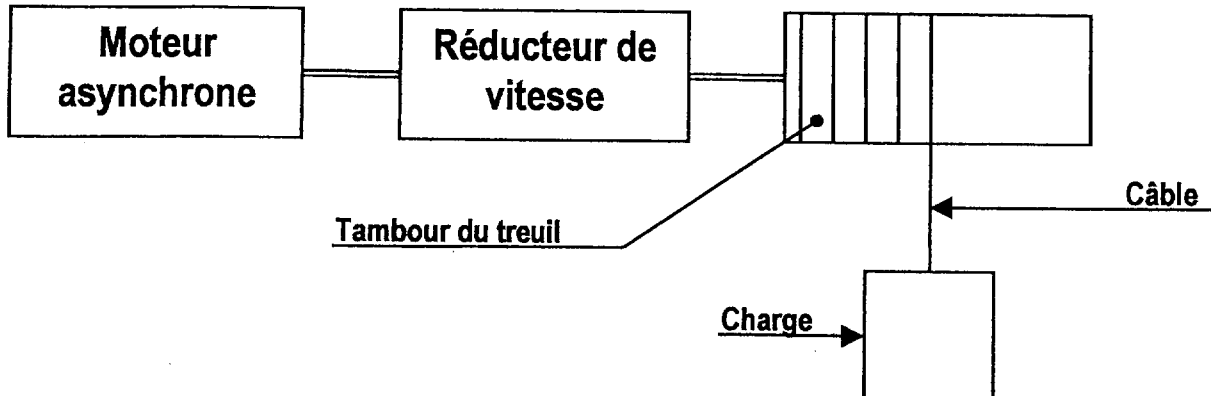 Moteur
asynchrone
Réducteur de
vitesse
Câble
Tambour du treuil
Charge